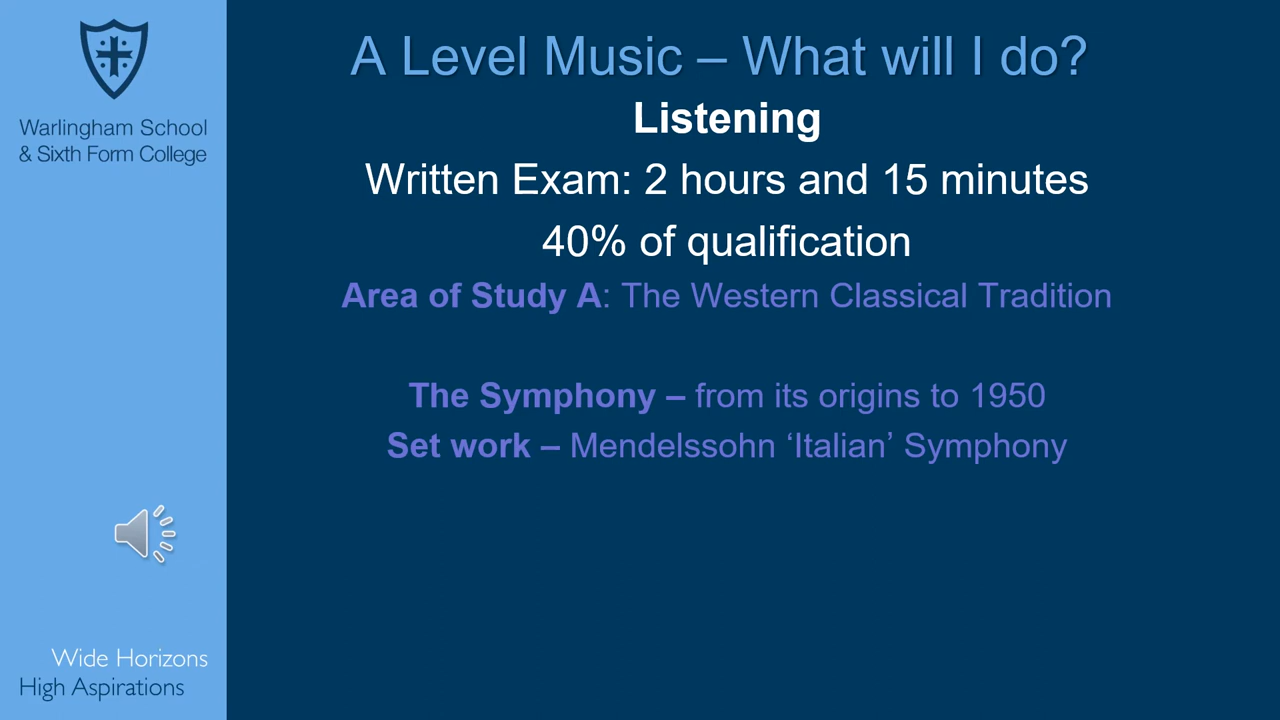 Warlingham School
& Sixth Form College
A Level Music – What will I do?
Listening
Written Exam: 2 hours and 15 minutes
40% of qualification
Area of Study A: The Western Classical Tradition
The Symphony – from its origins to 1950
Set work – Mendelssohn ‘Italian’ Symphony
Wide Horizons
High Aspirations